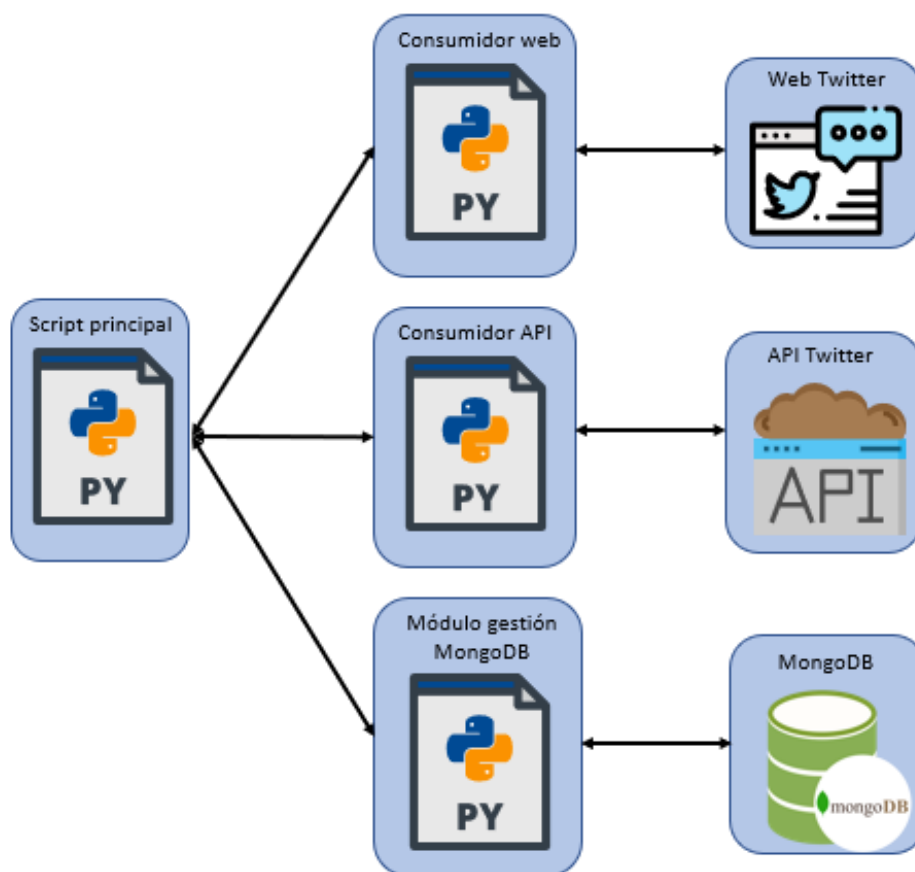 Consumidor web
PY
Web Twitter
Script principal
PY
Consumidor API
PY
API Twitter
API
Módulo gestión
MongoDB
PY
MongoDB
mongoDB